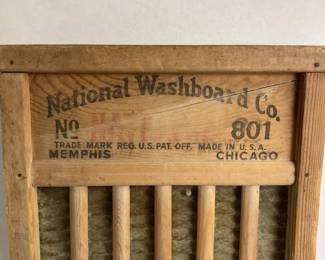 National Washboard Co.
No 801
TRADE MARK REG. U.S. PAT. OFF. MADE IN U.S.A.
MEMPHIS CHICAGO